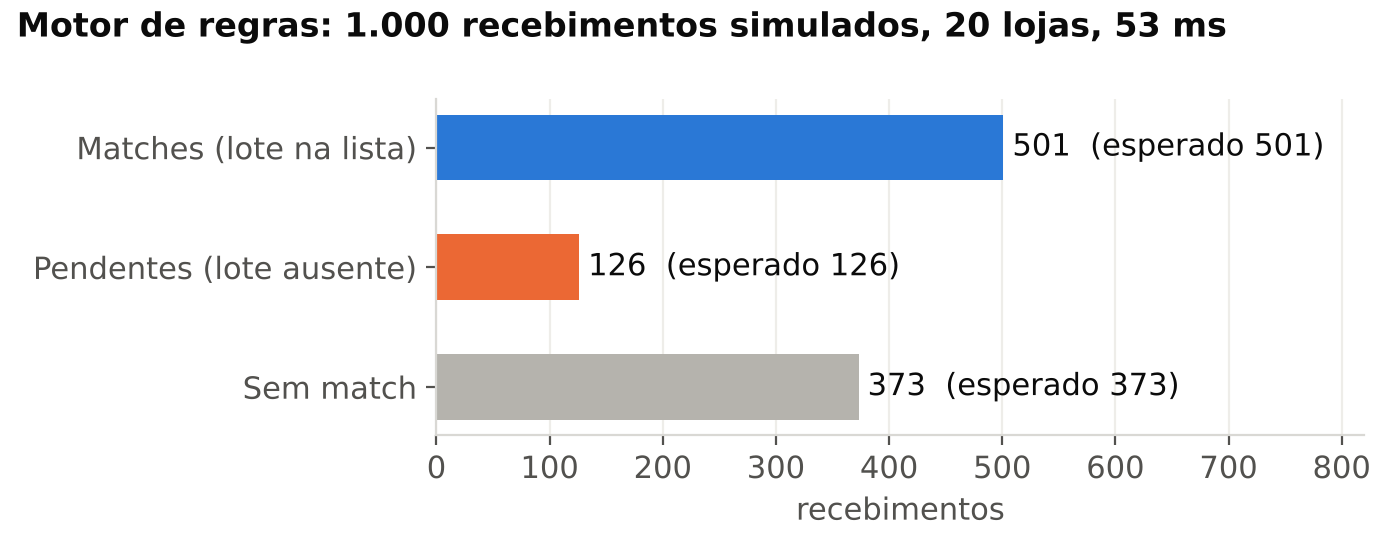 Motor de regras: 1.000 recebimentos simulados, 20 lojas, 53 ms
Matches (lote na lista) 501 (esperado 501)
Pendentes (lote ausente) 126 (esperado 126)
Sem match 373 (esperado 373)
0 100 200 300 400 500 600 700 800
recebimentos